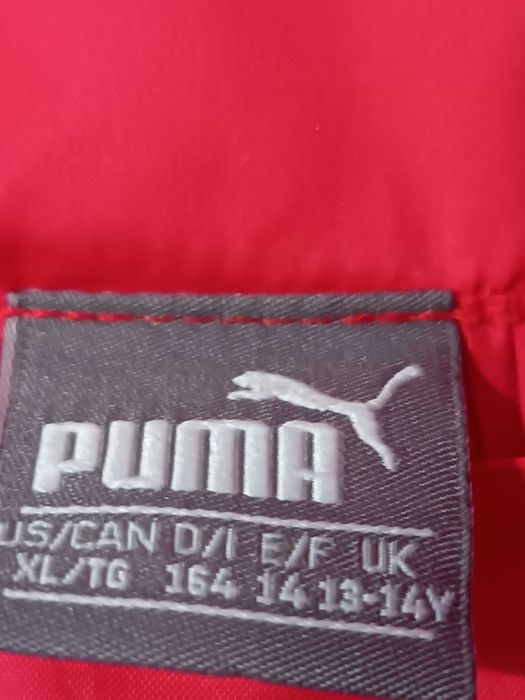 PUMA
US/CAN D/I E/F UK
XL/TG 164 14 13-14Y